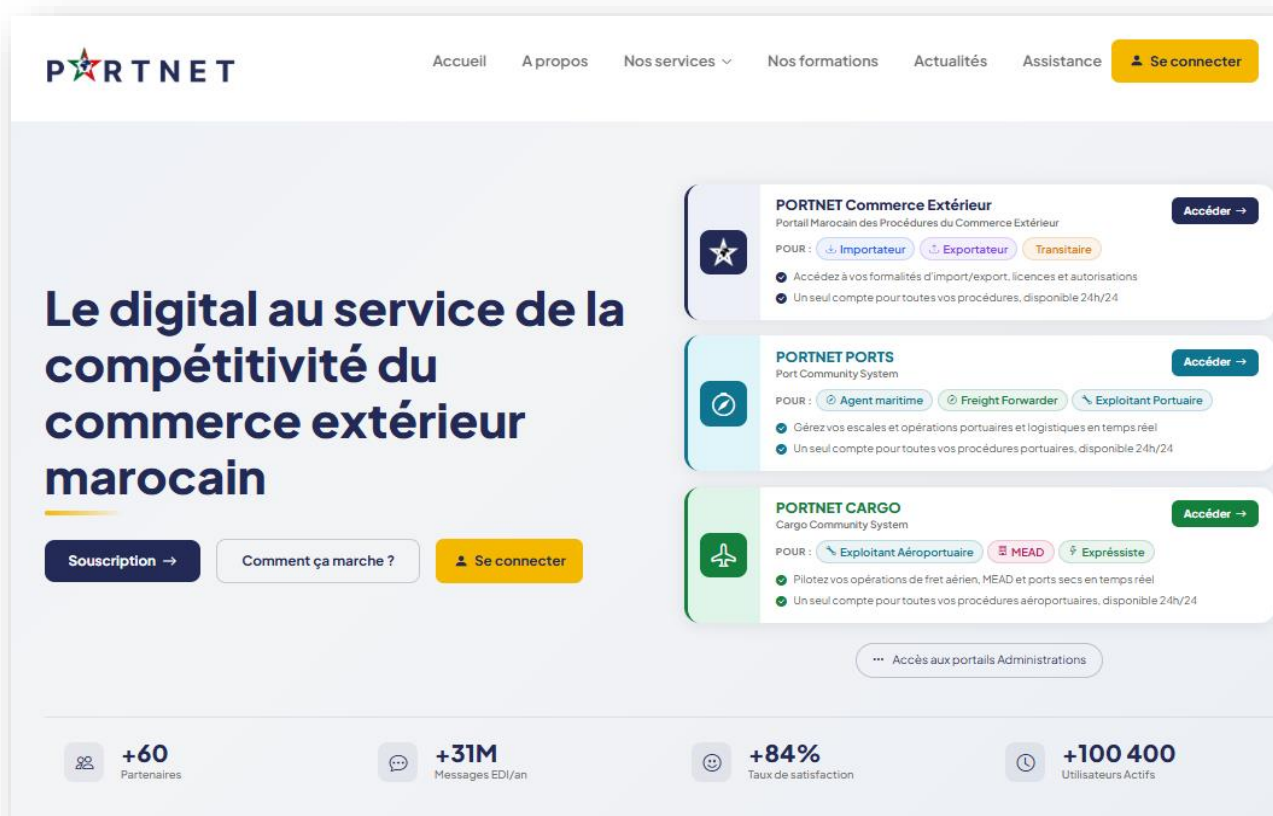 PORTNET
Accueil
A propos
Nos services
Nos formations
Actualités
Assistance
Se connecter
Le digital au service de la
compétitivité du
commerce extérieur
marocain
Souscription →
Comment ça marche ?
Se connecter
PORTNET Commerce Extérieur
Portail Marocain des Procédures du Commerce Extérieur
Accéder →
POUR : Importateur Exportateur Transitaire
Accédez à vos formalités d'import/export, licences et autorisations
Un seul compte pour toutes vos procédures, disponible 24h/24
PORTNET PORTS
Port Community System
Accéder →
POUR : Agent maritime Freight Forwarder Exploitant Portuaire
Gérez vos escales et opérations portuaires et logistiques en temps réel
Un seul compte pour toutes vos procédures portuaires, disponible 24h/24
PORTNET CARGO
Cargo Community System
Accéder →
POUR : Exploitant Aéroportuaire MEAD Expréssiste
Pilotez vos opérations de fret aérien, MEAD et ports secs en temps réel
Un seul compte pour toutes vos procédures aéroportuaires, disponible 24h/24
Accès aux portails Administrations
+60
Partenaires
+31M
Messages EDI/an
+84%
Taux de satisfaction
+100 400
Utilisateurs Actifs